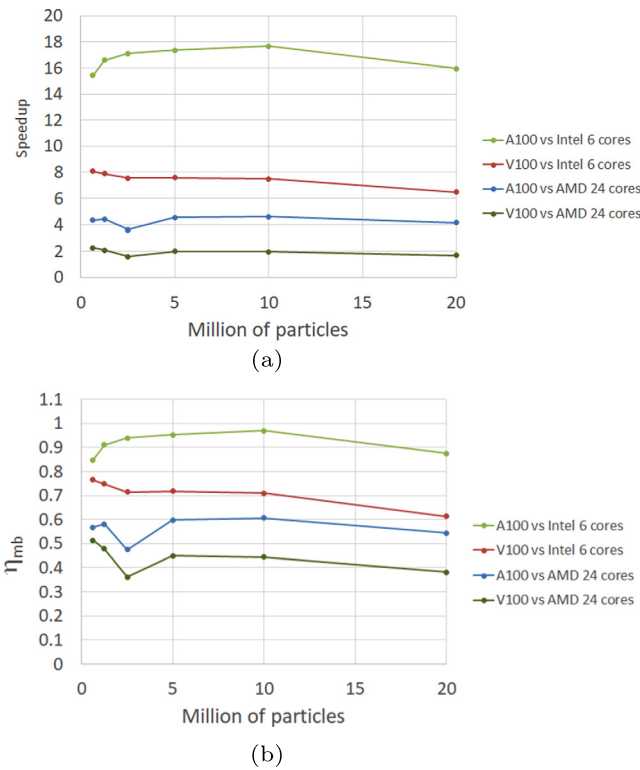 20
18
16
14
12
10
8
6
4
2
0
Speedup
0 5 10 15 20
Million of particles
A100 vs Intel 6 cores
V100 vs Intel 6 cores
A100 vs AMD 24 cores
V100 vs AMD 24 cores
(a)
1.1
1
0.9
0.8
0.7
0.6
0.5
0.4
0.3
0.2
0.1
0
ηmb
0 5 10 15 20
Million of particles
A100 vs Intel 6 cores
V100 vs Intel 6 cores
A100 vs AMD 24 cores
V100 vs AMD 24 cores
(b)